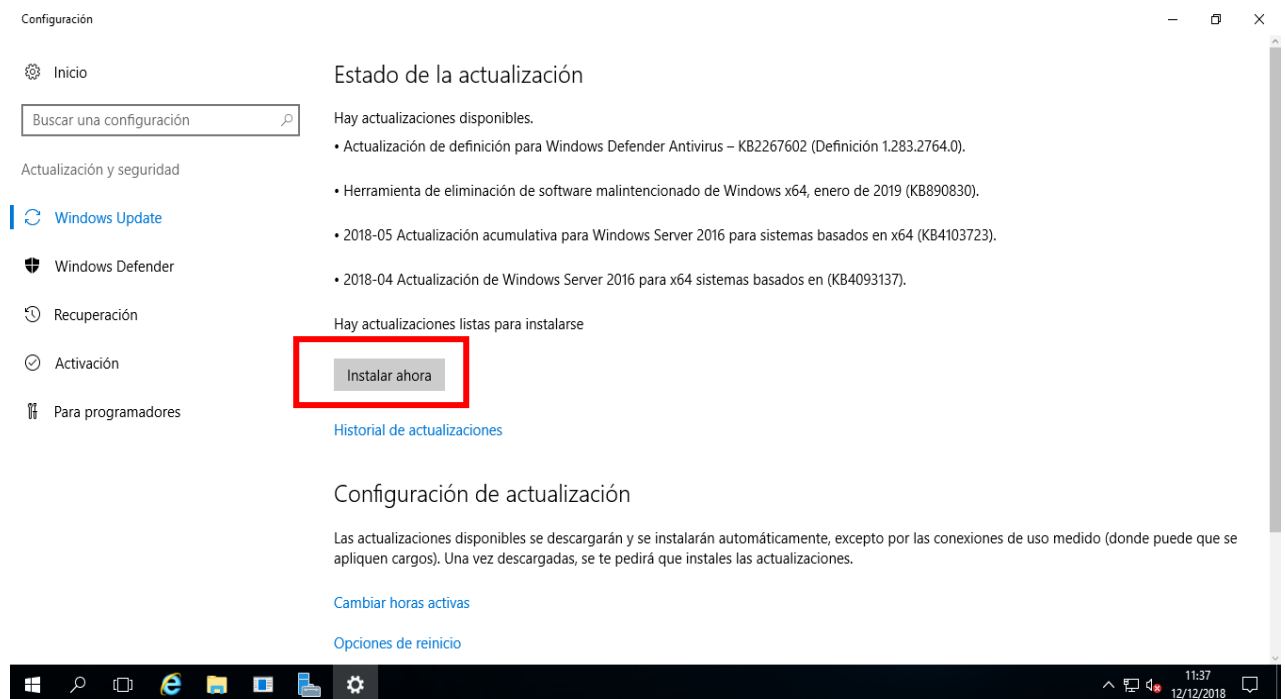 Configuración
Inicio
Buscar una configuración
Actualización y seguridad
Windows Update
Windows Defender
Recuperación
Activación
Para programadores
Estado de la actualización
Hay actualizaciones disponibles.
• Actualización de definición para Windows Defender Antivirus – KB2267602 (Definición 1.283.2764.0).
• Herramienta de eliminación de software malintencionado de Windows x64, enero de 2019 (KB890830).
• 2018-05 Actualización acumulativa para Windows Server 2016 para sistemas basados en x64 (KB4103723).
• 2018-04 Actualización de Windows Server 2016 para x64 sistemas basados en (KB4093137).
Hay actualizaciones listas para instalarse
Instalar ahora
Historial de actualizaciones
Configuración de actualización
Las actualizaciones disponibles se descargarán y se instalarán automáticamente, excepto por las conexiones de uso medido (donde puede que se
apliquen cargos). Una vez descargadas, se te pedirá que instales las actualizaciones.
Cambiar horas activas
Opciones de reinicio
11:37
12/12/2018